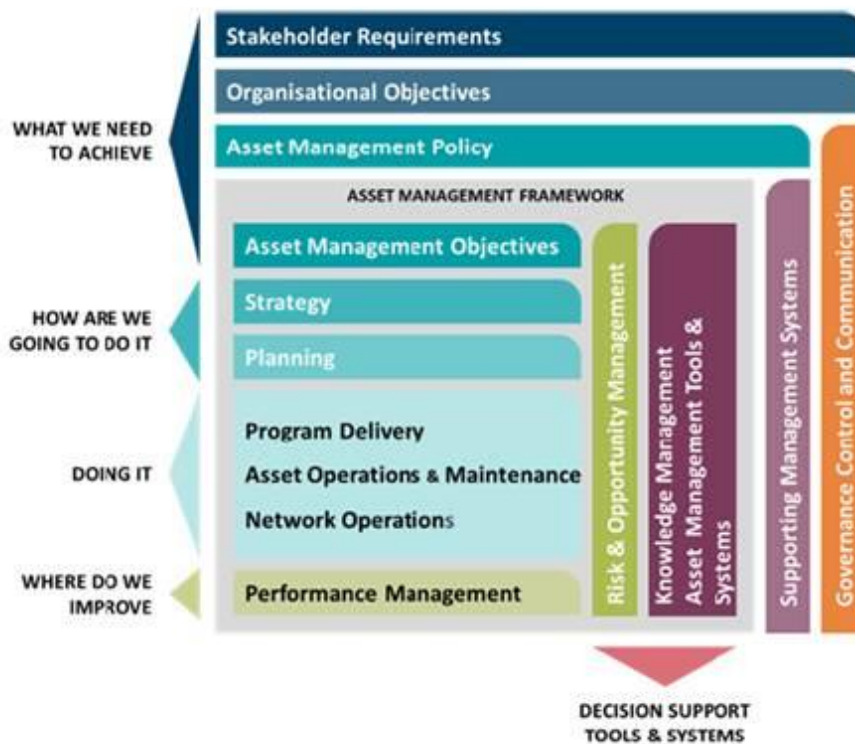 Stakeholder Requirements
Organisational Objectives
WHAT WE NEED
TO ACHIEVE
Asset Management Policy
ASSET MANAGEMENT FRAMEWORK
Asset Management Objectives
HOW ARE WE
GOING TO DO IT
Strategy
Planning
DOING IT
Program Delivery
Asset Operations & Maintenance
Network Operations
WHERE DO WE
IMPROVE
Performance Management
Risk & Opportunity Management
Knowledge Management
Asset Management Tools &
Systems
Supporting Management Systems
Governance Control and Communication
DECISION SUPPORT
TOOLS & SYSTEMS